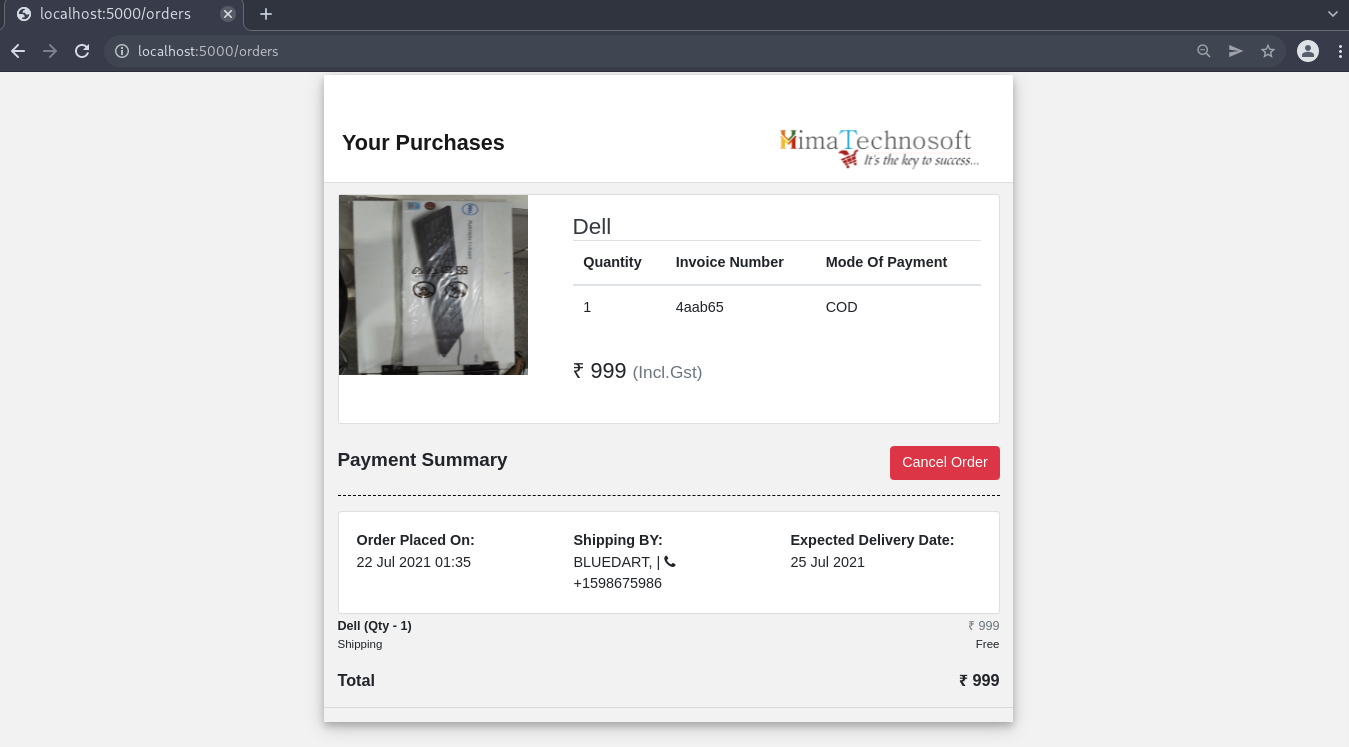 localhost:5000/orders
localhost:5000/orders
Your Purchases
HimaTechnosoft
It's the key to success...
Dell
Quantity Invoice Number Mode Of Payment
1 4aab65 COD
₹ 999 (Incl.Gst)
Payment Summary
Cancel Order
Order Placed On: Shipping BY: Expected Delivery Date:
22 Jul 2021 01:35 BLUEDART, | 25 Jul 2021
+1598675986
Dell (Qty - 1) ₹ 999
Shipping Free
Total ₹ 999